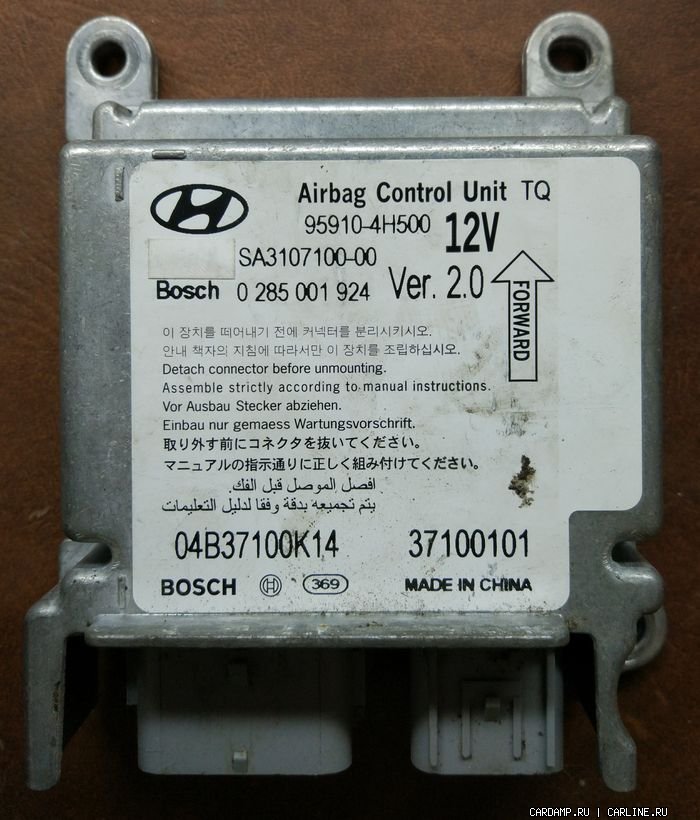 Airbag Control Unit TQ
95910-4H500 12V
SA3107100-00
Bosch 0 285 001 924 Ver. 2.0
FORWARD
이 장치를 떼어내기 전에 커넥터를 분리시키시오.
안내 책자의 지침에 따라서만 이 장치를 조립하십시오.
Detach connector before unmounting.
Assemble strictly according to manual instructions.
Vor Ausbau Stecker abziehen.
Einbau nur gemaess Wartungsvorschrift.
取り外す前にコネクタを抜いてください。
マニュアルの指示通りに正しく組み付けてください。
افصل الموصل قبل الفك.
يتم تجميعه بدقة وفقا لدليل التعليمات
04B37100K14 37100101
BOSCH 369 MADE IN CHINA
CARDAMP.RU | CARLINE.RU